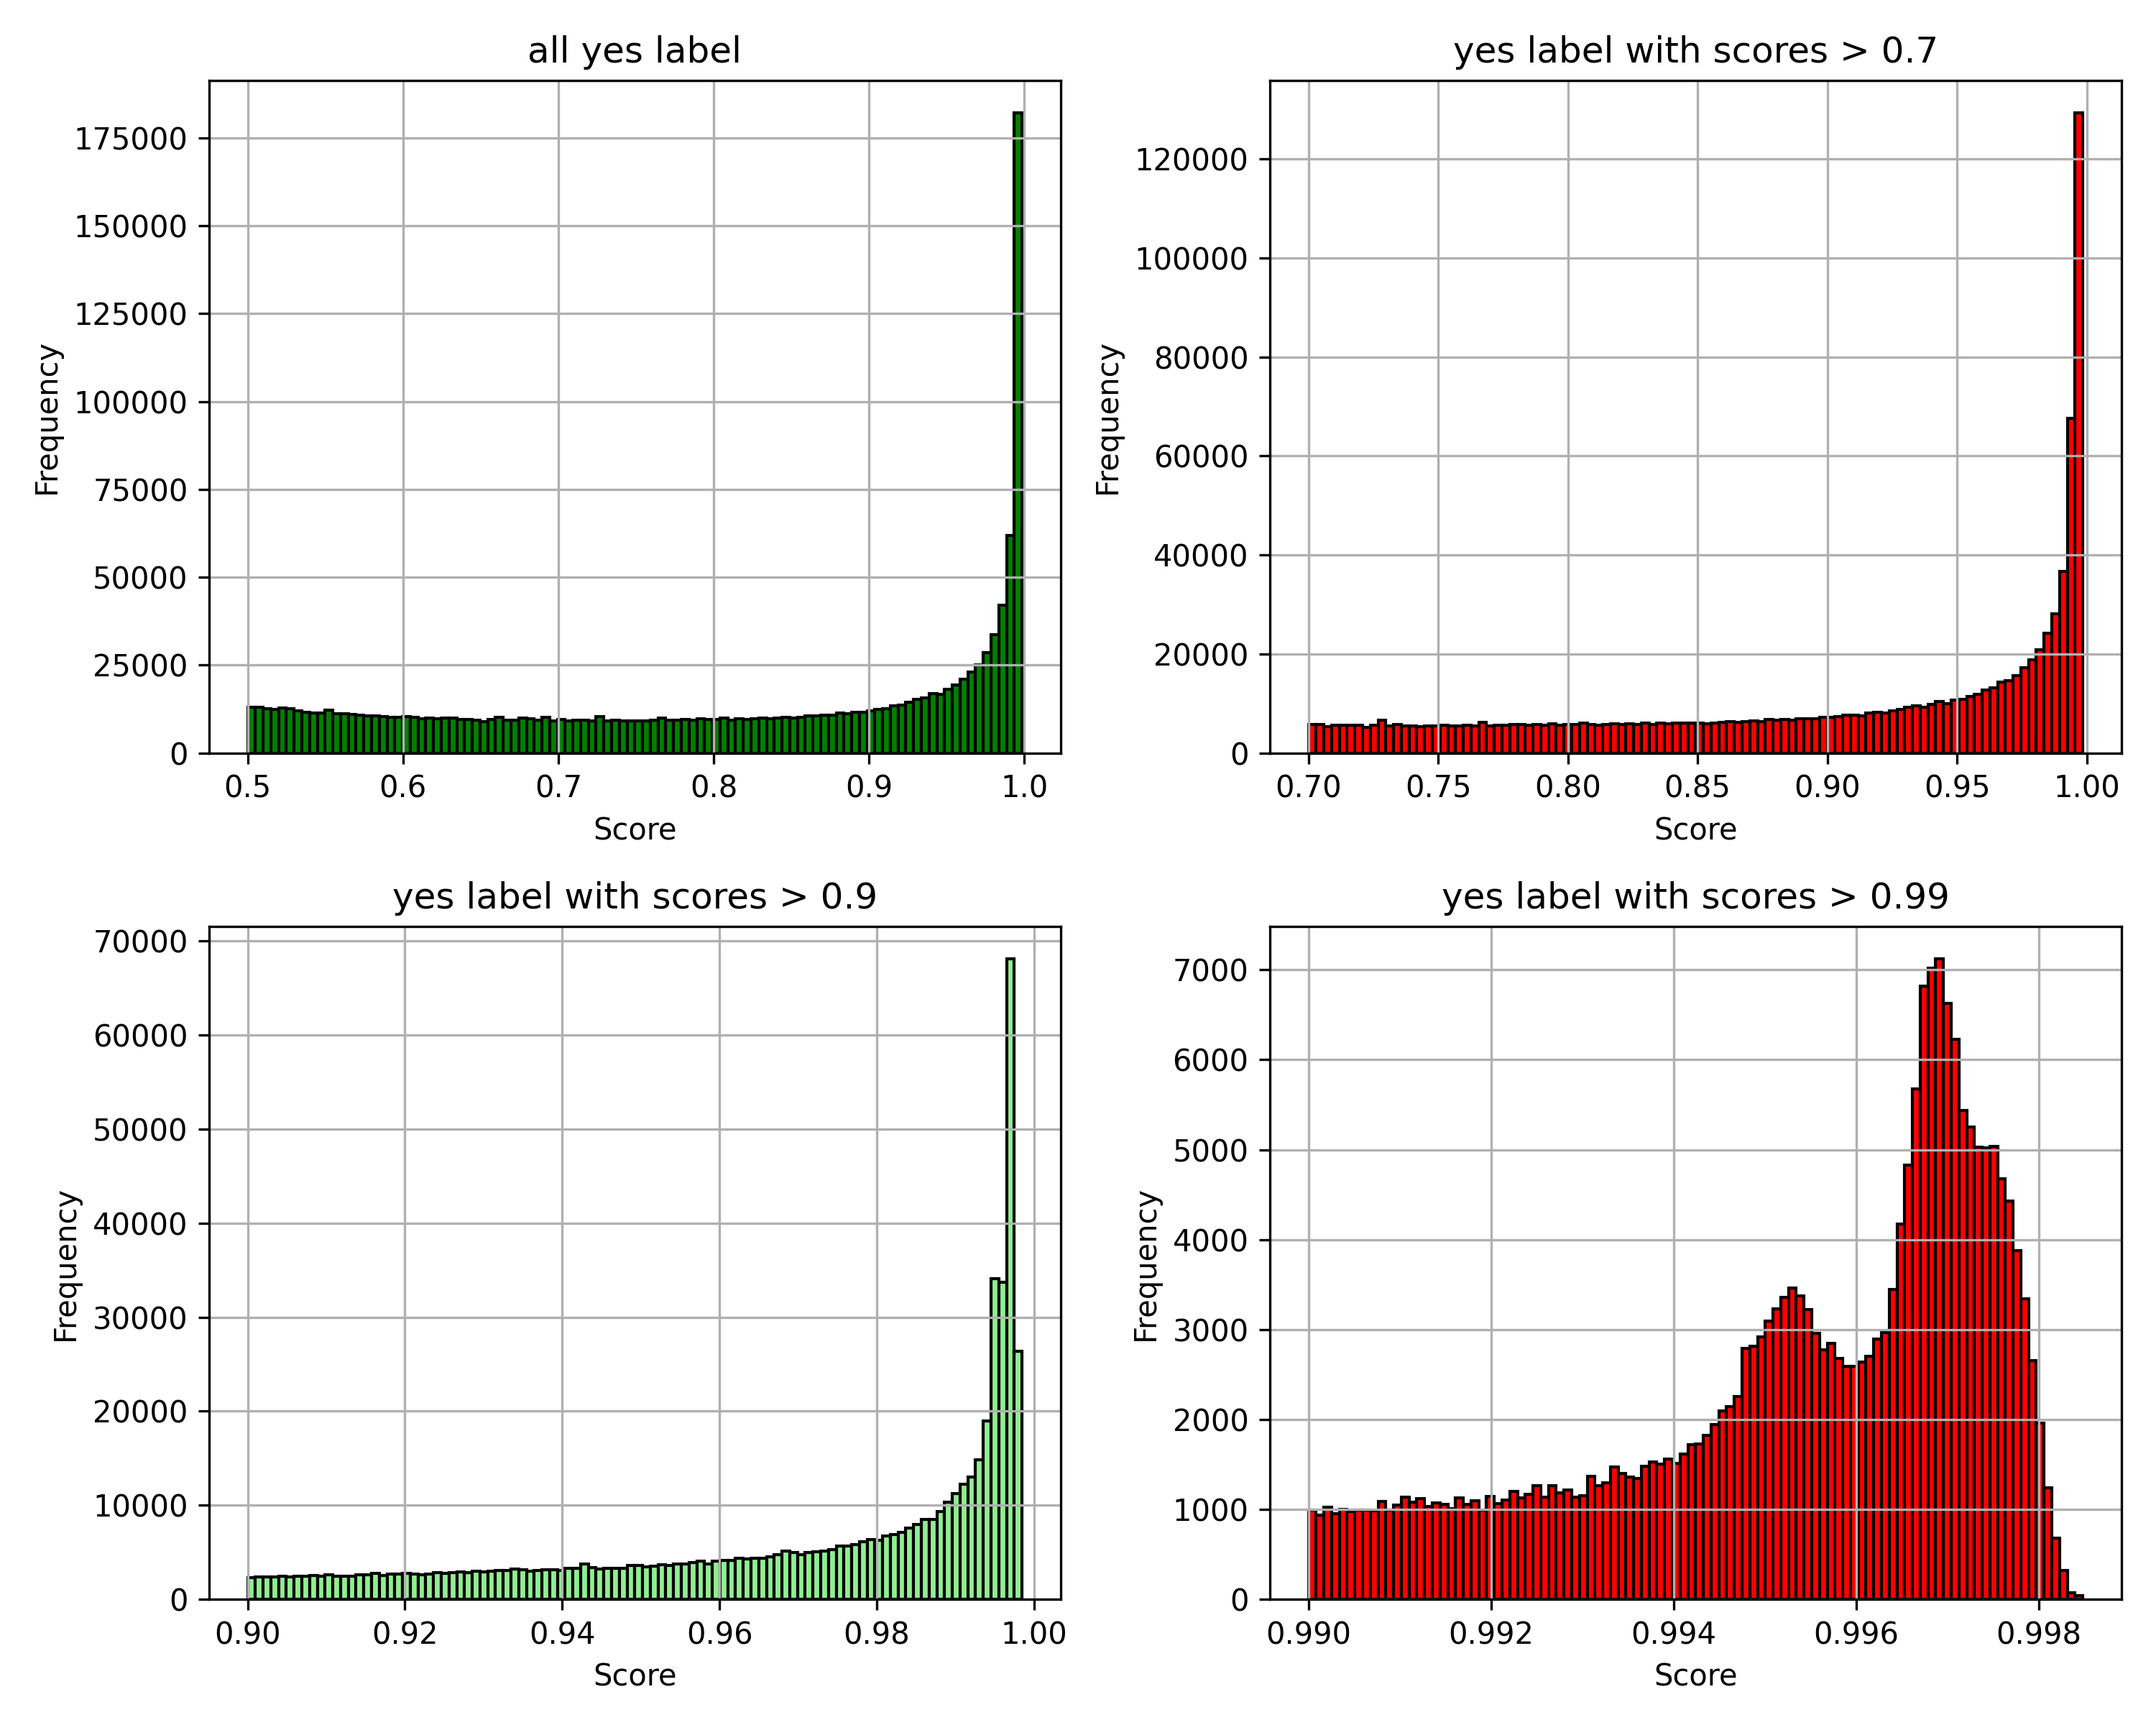 all yes label
175000
150000
125000
100000
75000
50000
25000
0
Frequency
0.5 0.6 0.7 0.8 0.9 1.0
Score
yes label with scores > 0.7
120000
100000
80000
60000
40000
20000
0
Frequency
0.70 0.75 0.80 0.85 0.90 0.95 1.00
Score
yes label with scores > 0.9
70000
60000
50000
40000
30000
20000
10000
0
Frequency
0.90 0.92 0.94 0.96 0.98 1.00
Score
yes label with scores > 0.99
7000
6000
5000
4000
3000
2000
1000
0
Frequency
0.990 0.992 0.994 0.996 0.998
Score